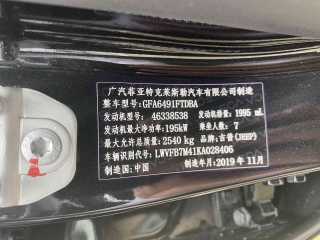 广汽菲亚特克莱斯勒汽车有限公司制造
整车型号:GFA6491FTDBA
发动机型号:46338538 发动机排量:1995 mL
发动机最大净功率:195kW 乘坐人数:7
最大允许总质量:2540 kg 品牌:吉普(JEEP)
车辆识别代号:LWVFB7M41KA028406
制造国:中国 制造年月:2019 年 11月